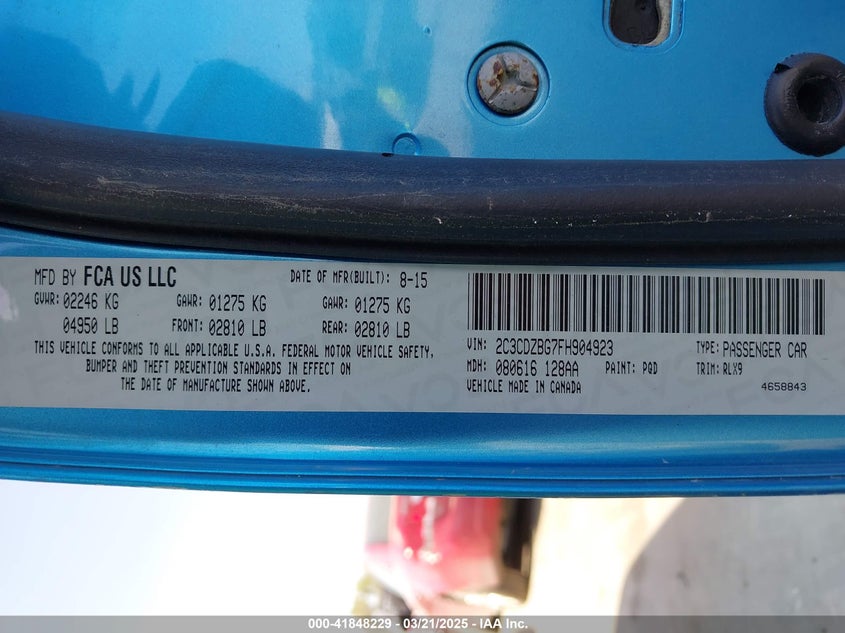 MFD BY FCA US LLC DATE OF MFR(BUILT): 8-15
GVWR: 02246 KG GAWR: 01275 KG GAWR: 01275 KG
04950 LB FRONT: 02810 LB REAR: 02810 LB
THIS VEHICLE CONFORMS TO ALL APPLICABLE U.S.A. FEDERAL MOTOR VEHICLE SAFETY,
BUMPER AND THEFT PREVENTION STANDARDS IN EFFECT ON
THE DATE OF MANUFACTURE SHOWN ABOVE.
VIN: 2C3CDZBG7FH904923 TYPE: PASSENGER CAR
MDH: 080616 128AA PAINT: PQD TRIM: RLX9
VEHICLE MADE IN CANADA 4658843
000-41848229 - 03/21/2025 - IAA Inc.